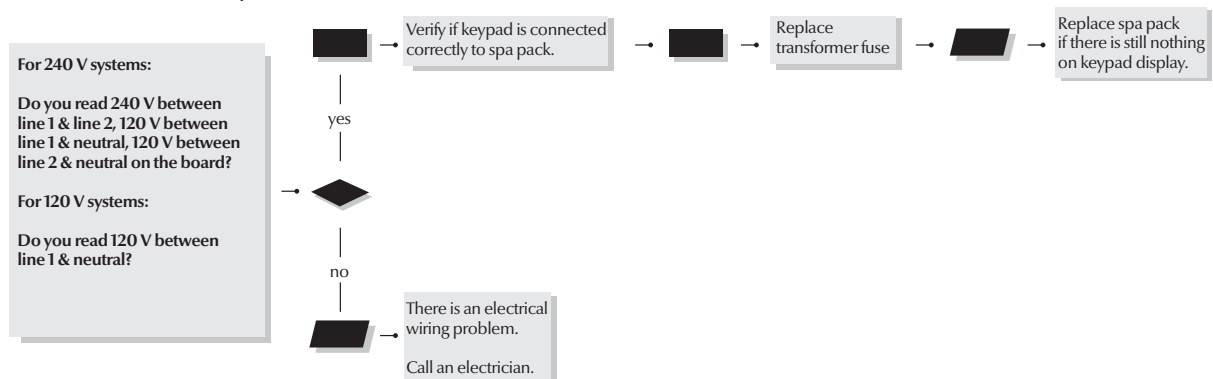 For 240 V systems:
Do you read 240 V between
line 1 & line 2, 120 V between
line 1 & neutral, 120 V between
line 2 & neutral on the board?
For 120 V systems:
Do you read 120 V between
line 1 & neutral?
yes
Verify if keypad is connected
correctly to spa pack.
Replace
transformer fuse
Replace spa pack
if there is still nothing
on keypad display.
no
There is an electrical
wiring problem.
Call an electrician.